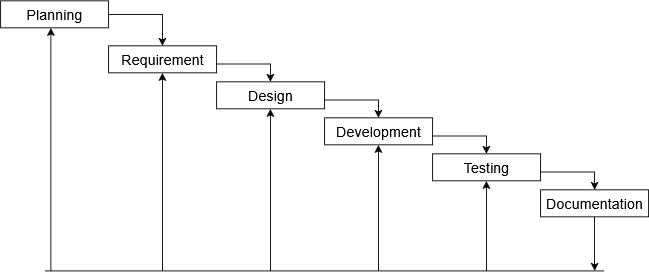 Planning
Requirement
Design
Development
Testing
Documentation